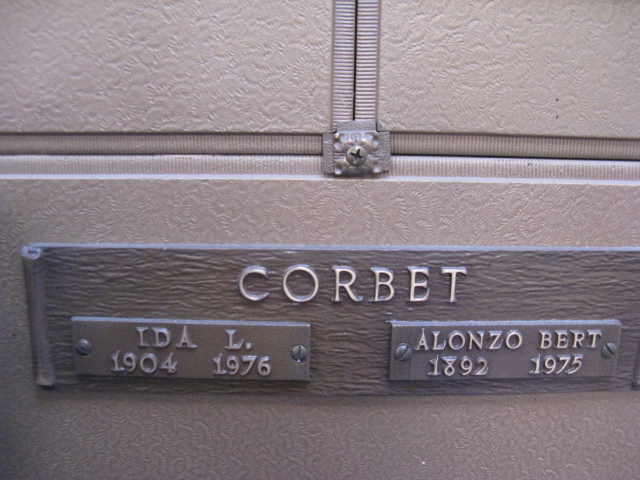 CORBET
IDA L.
1904 1976
ALONZO BERT
1892 1975